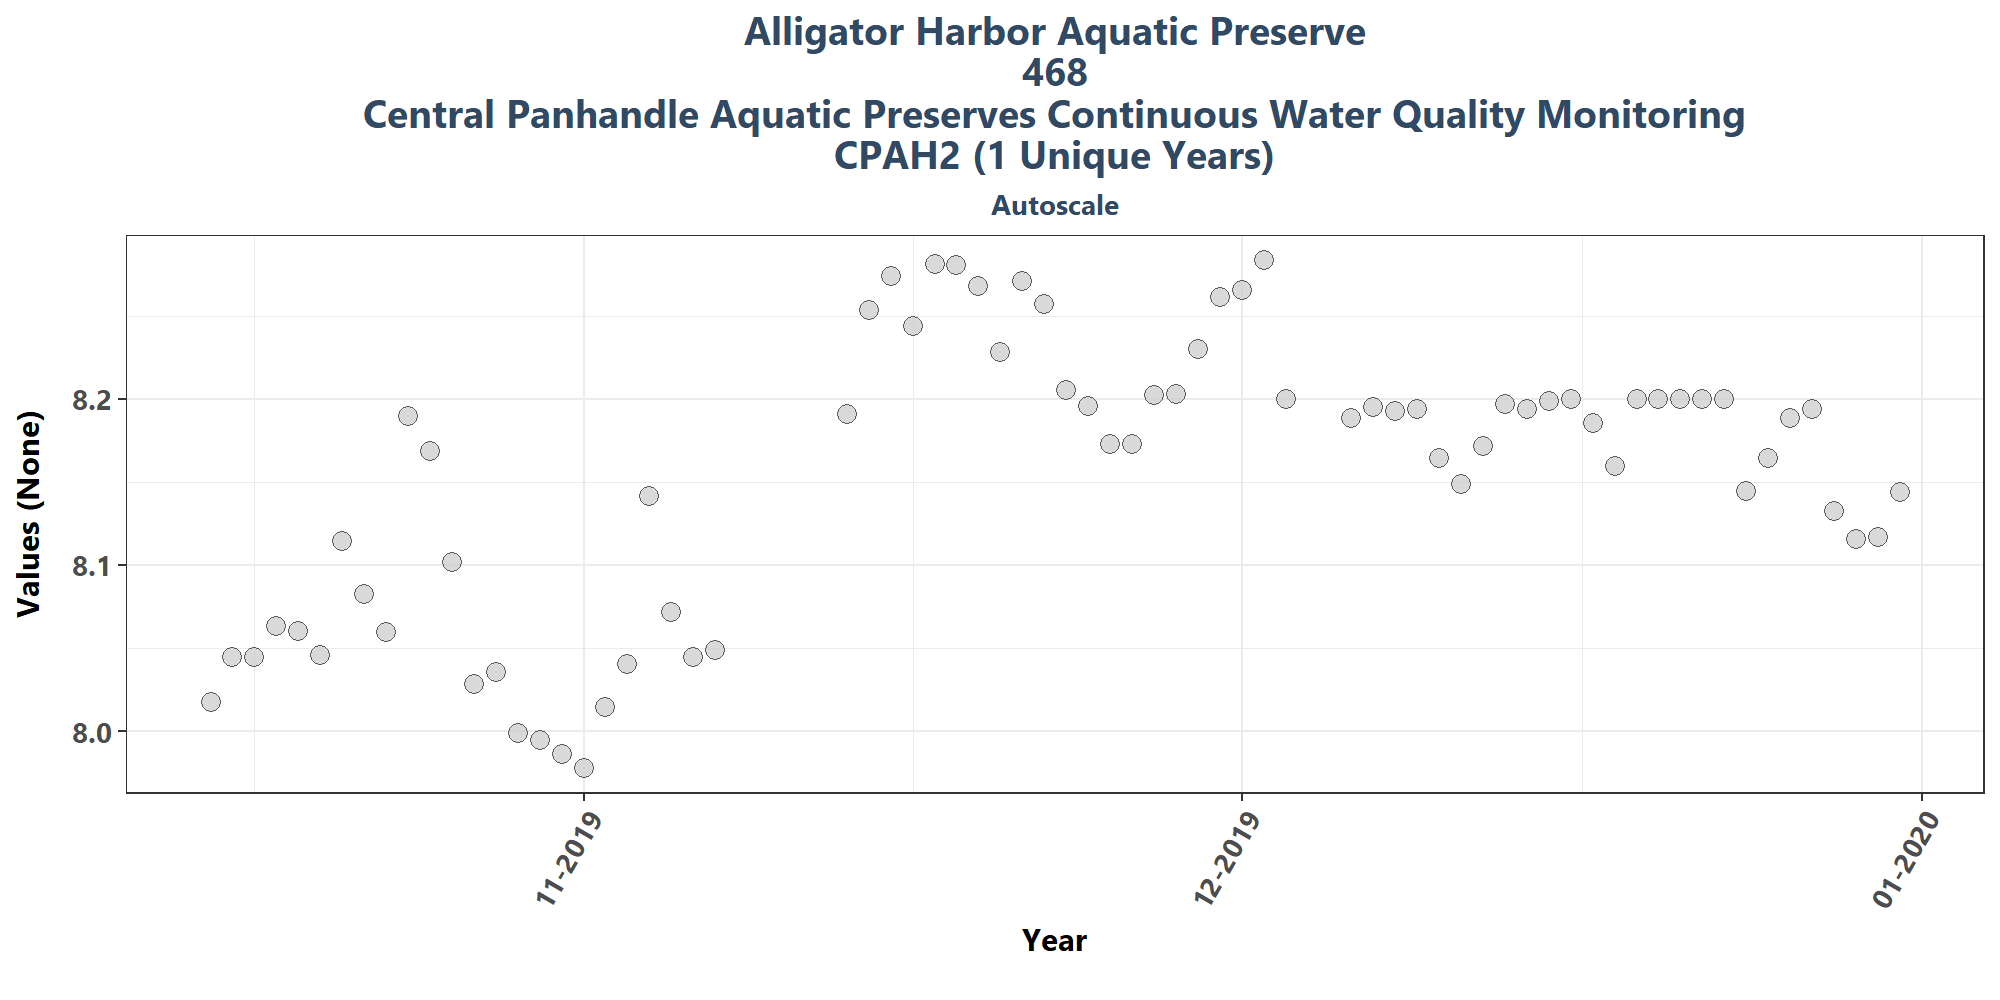 Alligator Harbor Aquatic Preserve
468
Central Panhandle Aquatic Preserves Continuous Water Quality Monitoring
CPAH2 (1 Unique Years)
Autoscale
Values (None)
8.2
8.1
8.0
11-2019
12-2019
01-2020
Year